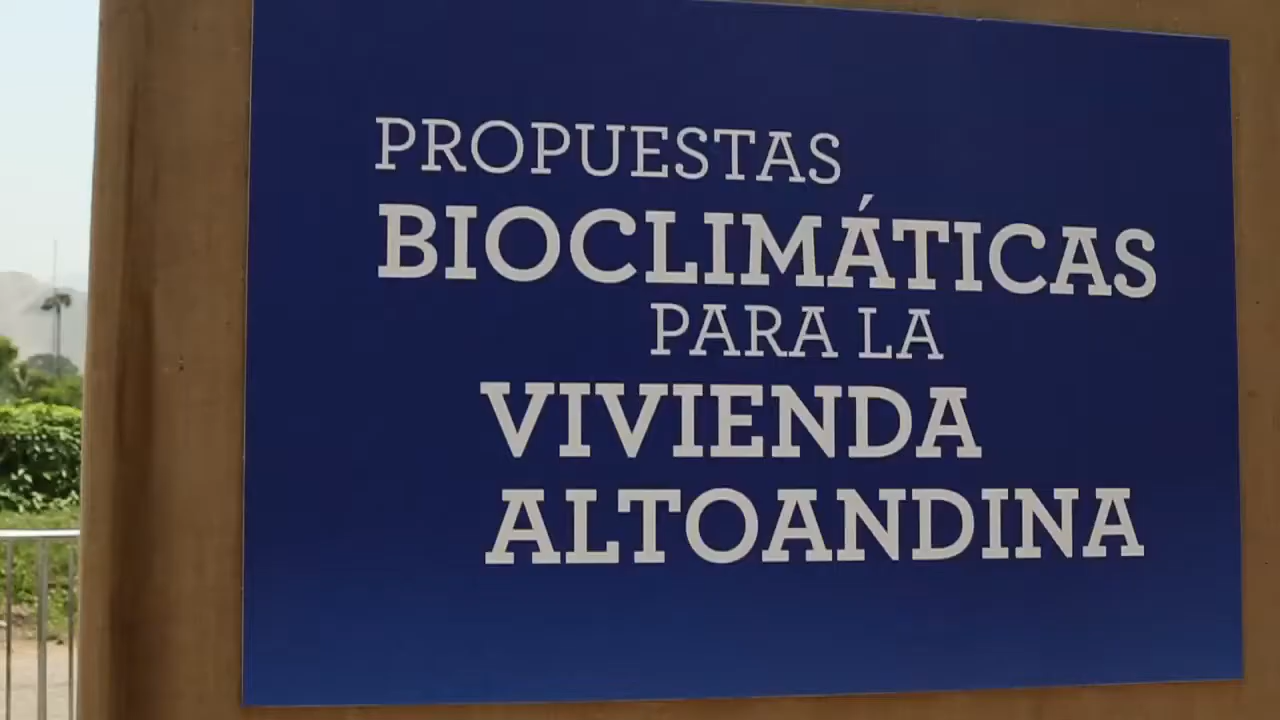 PROPUESTAS
BIOCLIMÁTICAS
PARA LA
VIVIENDA
ALTOANDINA